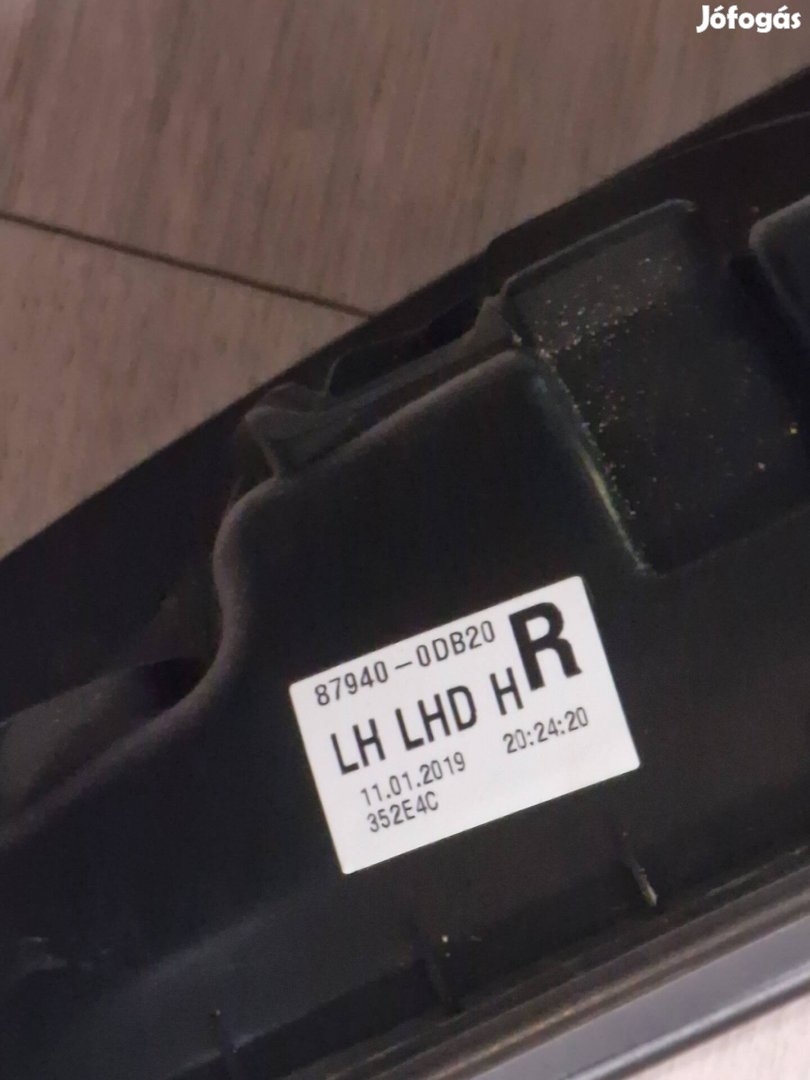 Jófogás
87940-0DB20 R
LH LHD H
11.01.2019 20:24:20
352E4C